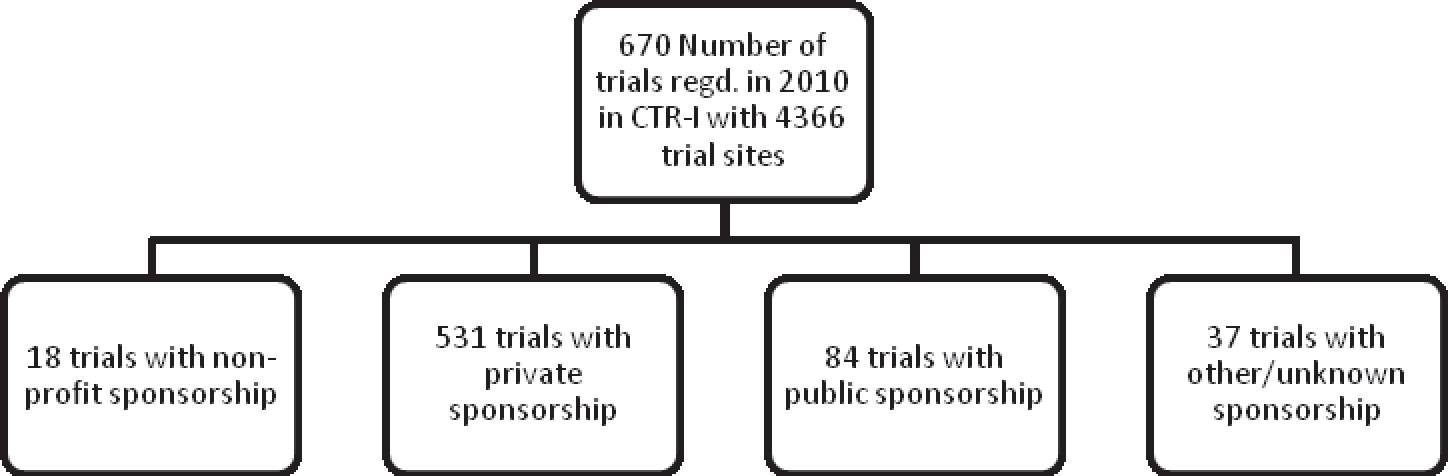 670 Number of
trials regd. in 2010
in CTR-I with 4366
trial sites
18 trials with non-
profit sponsorship
531 trials with
private
sponsorship
84 trials with
public sponsorship
37 trials with
other/unknown
sponsorship